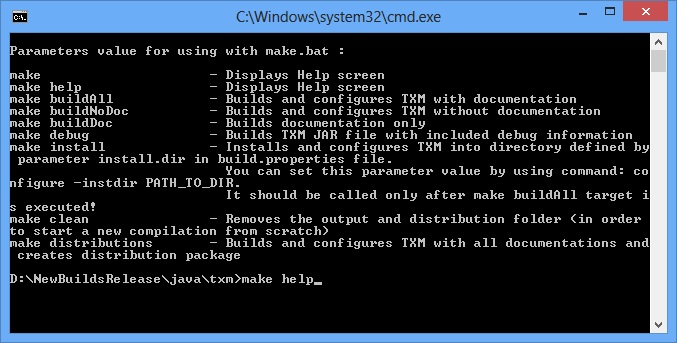 C:\Windows\system32\cmd.exe
Parameters value for using with make.bat :
make                     - Displays Help screen
make help                - Displays Help screen
make buildAll            - Builds and configures TXM with documentation
make buildNoDoc          - Builds and configures TXM without documentation
make buildDoc            - Builds documentation only
make debug               - Builds TXM JAR file with included debug information
make install             - Installs and configures TXM into directory defined by
 parameter install.dir in build.properties file.
                           You can set this parameter value by using command: co
nfigure -instdir PATH_TO_DIR.
                           It should be called only after make buildAll target i
s executed!
make clean               - Removes the output and distribution folder (in order
to start a new compilation from scratch)
make distributions       - Builds and configures TXM with all documentations and
 creates distribution package
D:\NewBuildsRelease\java\txm>make help_